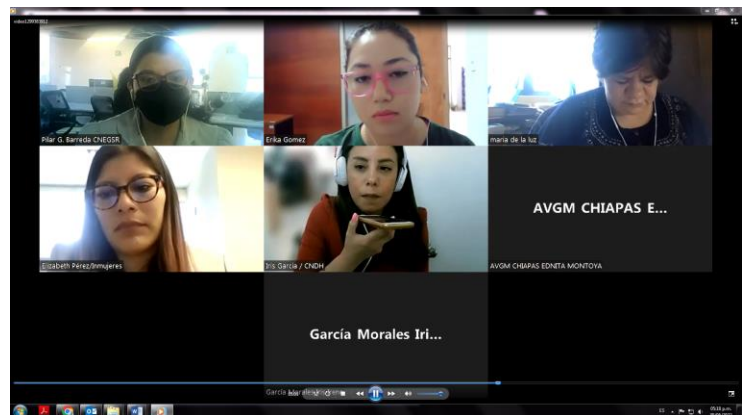 Pilar G. Barreda CNEGSR
Erika Gomez
maria de la luz
Elizabeth Pérez/Inmujeres
Iris García / CNDH
AVGM CHIAPAS E...
AVGM CHIAPAS EDNITA MONTOYA
García Morales Iri...